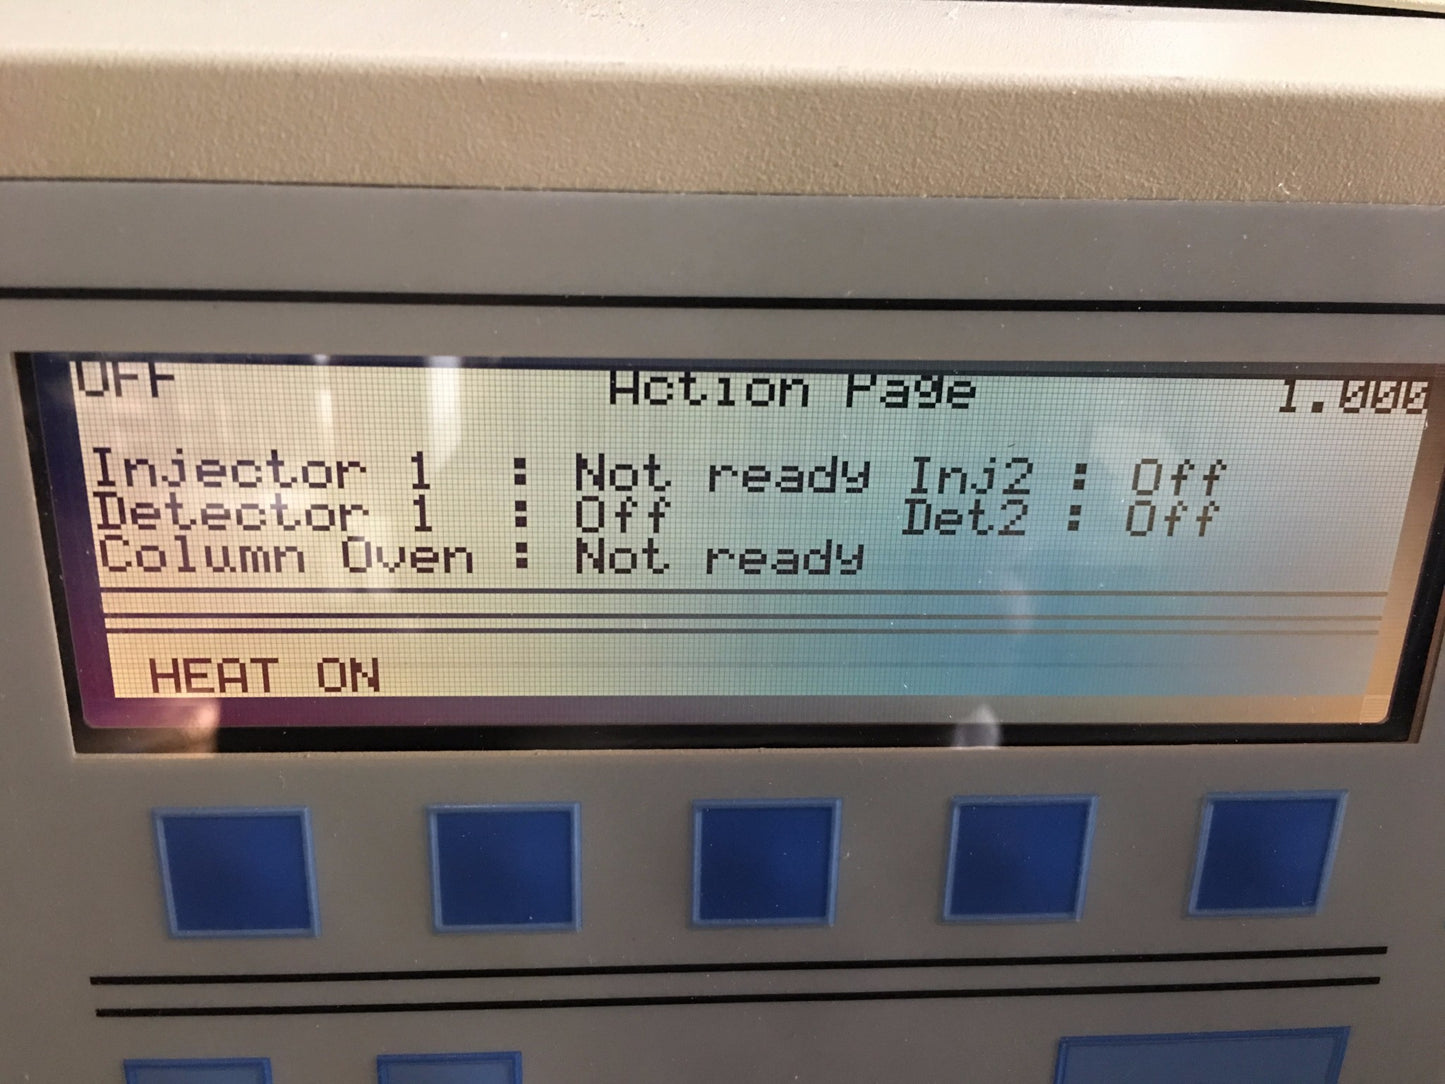 OFF Action Page 1.000
Injector 1 : Not ready Inj2 : Off
Detector 1 : Off Det2 : Off
Column Oven : Not ready
HEAT ON